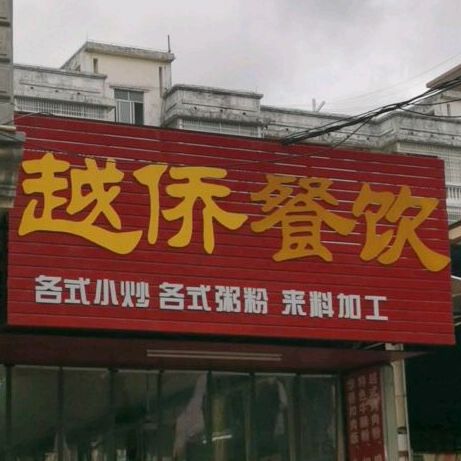 越侨餐饮
各式小炒 各式粥粉 来料加工